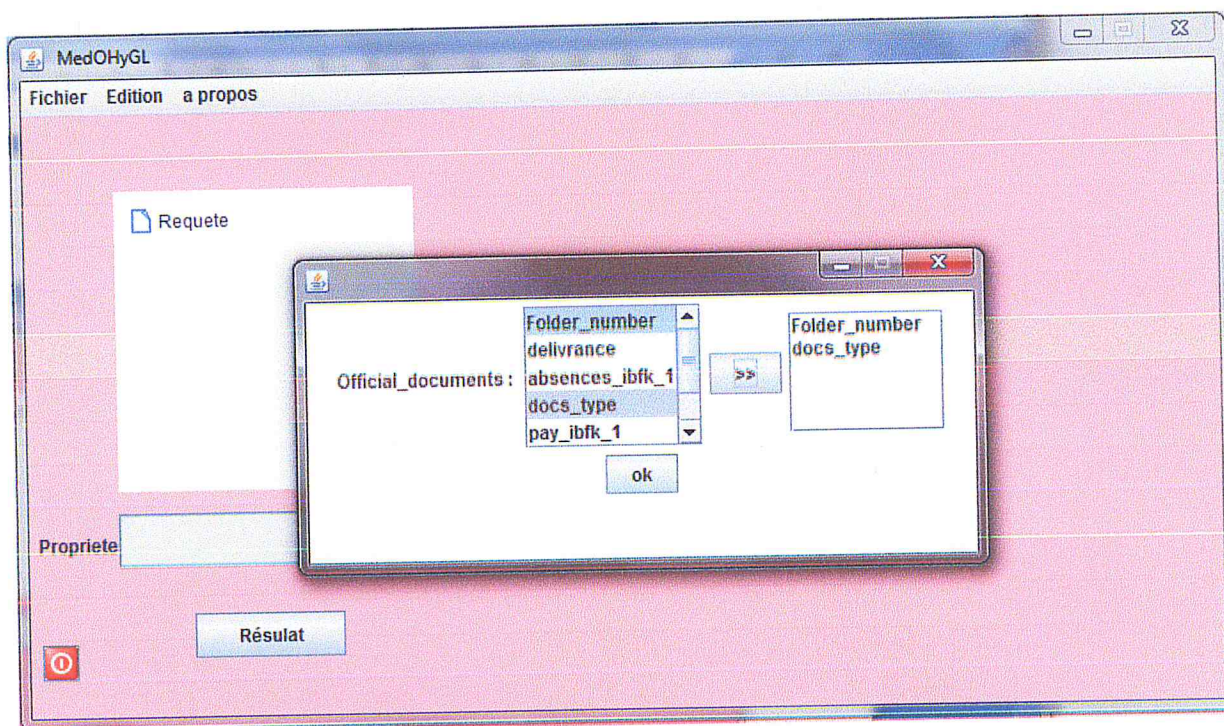 MedOHyGL
Fichier Edition a propos
Requete
Official_documents :
Folder_number
delivrance
absences_ibfk_1
docs_type
pay_ibfk_1
>>
Folder_number
docs_type
ok
Propriete
Résulat